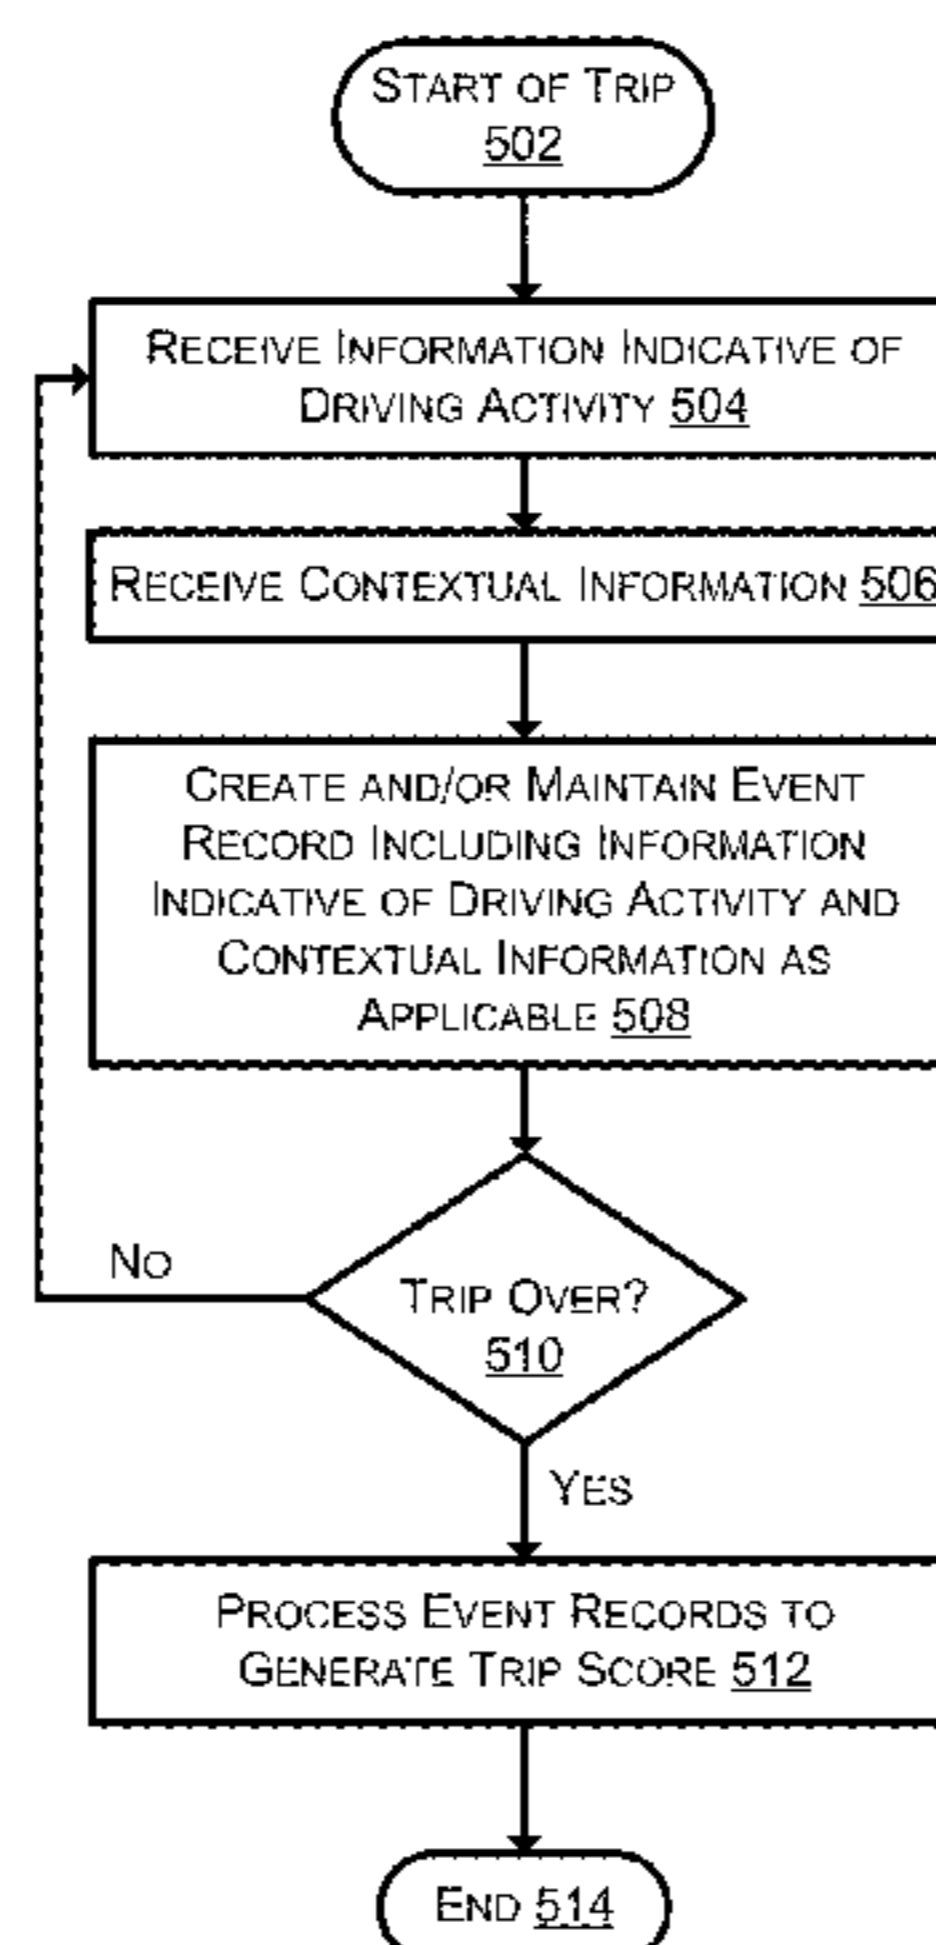 START OF TRIP
502
RECEIVE INFORMATION INDICATIVE OF
DRIVING ACTIVITY 504
RECEIVE CONTEXTUAL INFORMATION 506
CREATE AND/OR MAINTAIN EVENT
RECORD INCLUDING INFORMATION
INDICATIVE OF DRIVING ACTIVITY AND
CONTEXTUAL INFORMATION AS
APPLICABLE 508
NO
TRIP OVER?
510
YES
PROCESS EVENT RECORDS TO
GENERATE TRIP SCORE 512
END 514